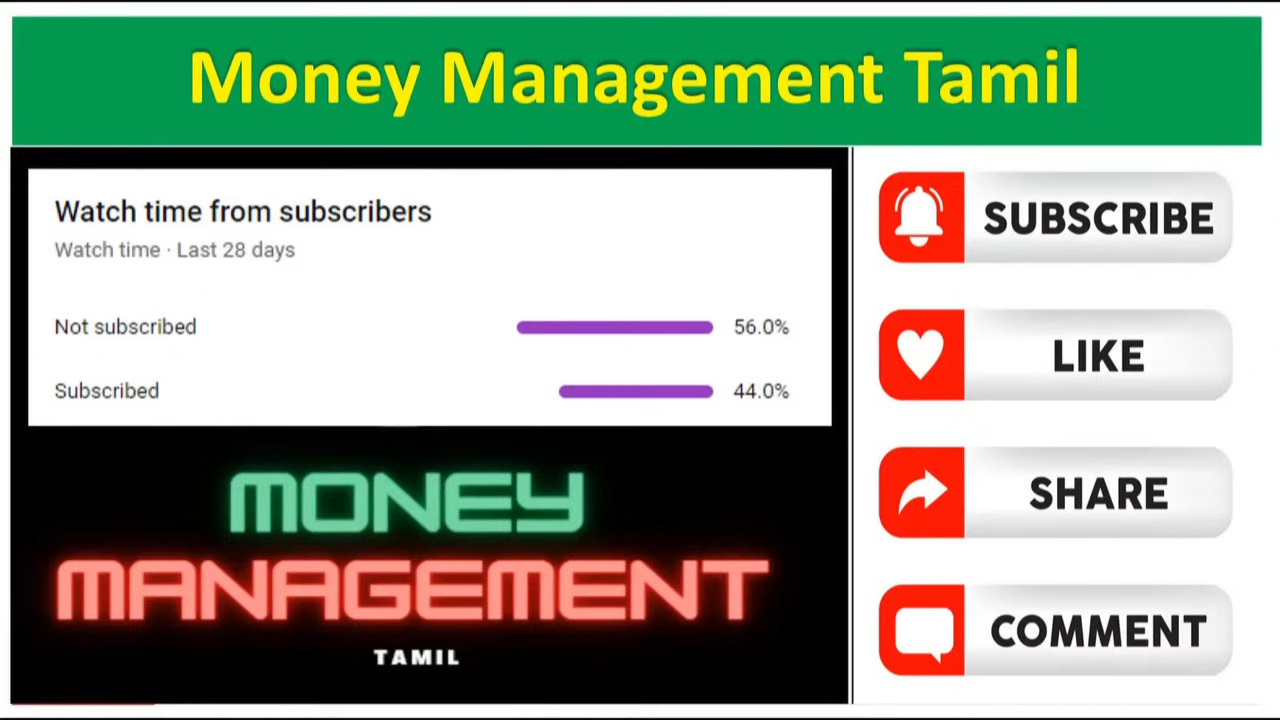 Money Management Tamil
Watch time from subscribers
Watch time · Last 28 days
Not subscribed 56.0%
Subscribed 44.0%
MONEY
MANAGEMENT
TAMIL
SUBSCRIBE
LIKE
SHARE
COMMENT